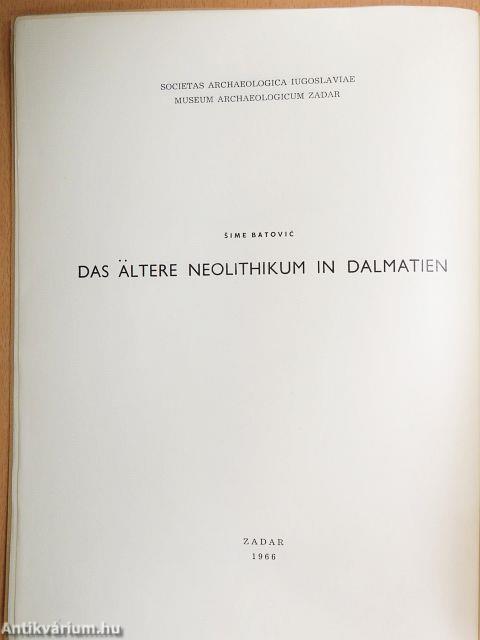 SOCIETAS ARCHAEOLOGICA IUGOSLAVIAE
MUSEUM ARCHAEOLOGICUM ZADAR
ŠIME BATOVIĆ
DAS ÄLTERE NEOLITHIKUM IN DALMATIEN
ZADAR
1966
Antikvárium.hu